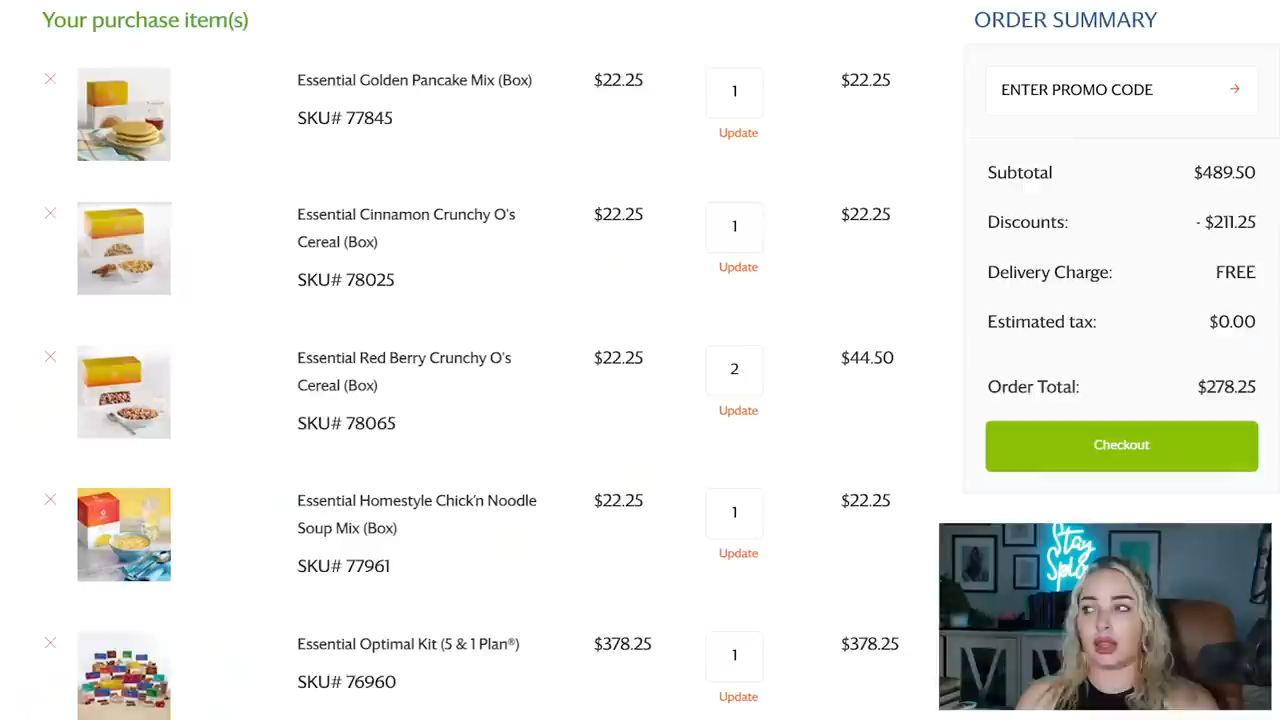 Your purchase item(s)
Essential Golden Pancake Mix (Box)
$22.25
1
$22.25
SKU# 77845
Update
Essential Cinnamon Crunchy O's
$22.25
1
$22.25
Cereal (Box)
SKU# 78025
Update
Essential Red Berry Crunchy O's
$22.25
2
$44.50
Cereal (Box)
SKU# 78065
Update
Essential Homestyle Chick'n Noodle
$22.25
1
$22.25
Soup Mix (Box)
SKU# 77961
Update
Essential Optimal Kit (5 & 1 Plan®)
$378.25
1
$378.25
SKU# 76960
Update
ORDER SUMMARY
ENTER PROMO CODE
Subtotal
$489.50
Discounts:
- $211.25
Delivery Charge:
FREE
Estimated tax:
$0.00
Order Total:
$278.25
Checkout
Stay